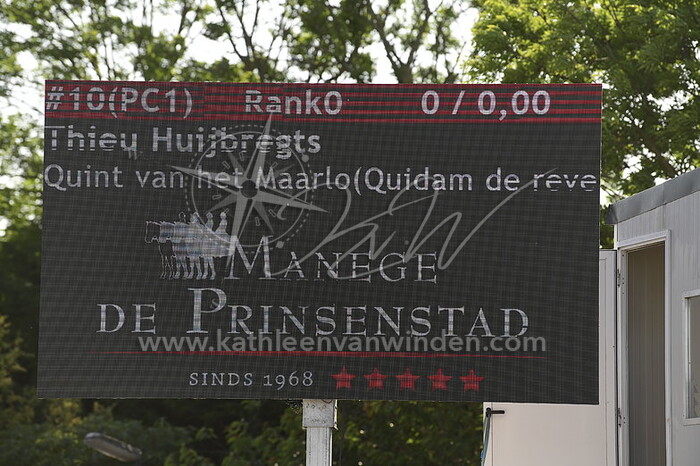 #10(PC1) Rank0 0 / 0,00
Thieu Huijbregts
Quint van het Maarlo(Quidam de reve
MANEGE
DE PRINSENSTAD
www.kathleenvanwinden.com
SINDS 1968